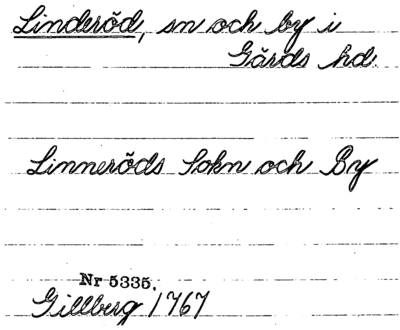 Linderöd, sn och by i
Gärds hd.
Linneröds Sokn och By
Nr 5335.
Gillberg 1767